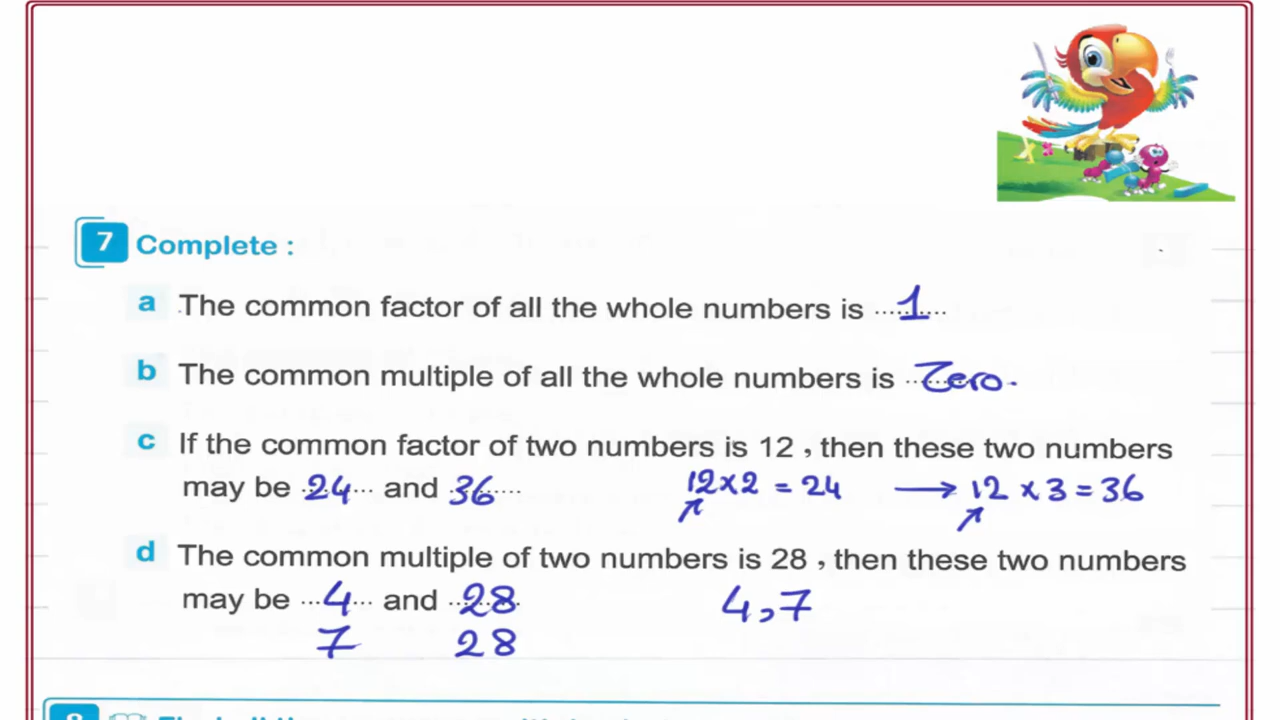 7 Complete :
a The common factor of all the whole numbers is ......1......
b The common multiple of all the whole numbers is ..Zero.
c If the common factor of two numbers is 12 , then these two numbers
may be ..24... and ..36.... 12 × 2 = 24 → 12 × 3 = 36
d The common multiple of two numbers is 28 , then these two numbers
may be ...4... and ..28.. 4,7
7 28
8